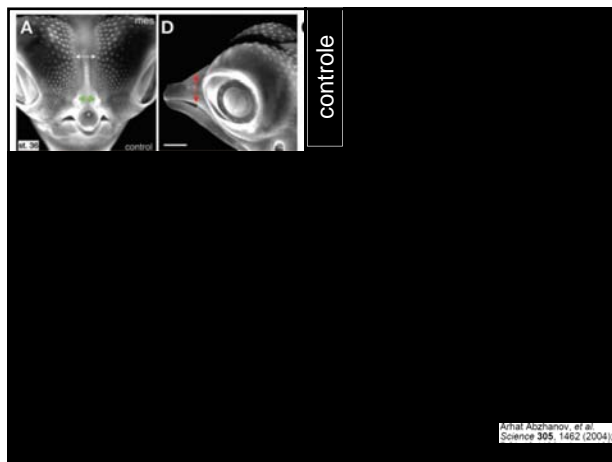 A
mes
D
controle
st. 36
control
Arhat Abzhanov, et al.
Science 305, 1462 (2004);